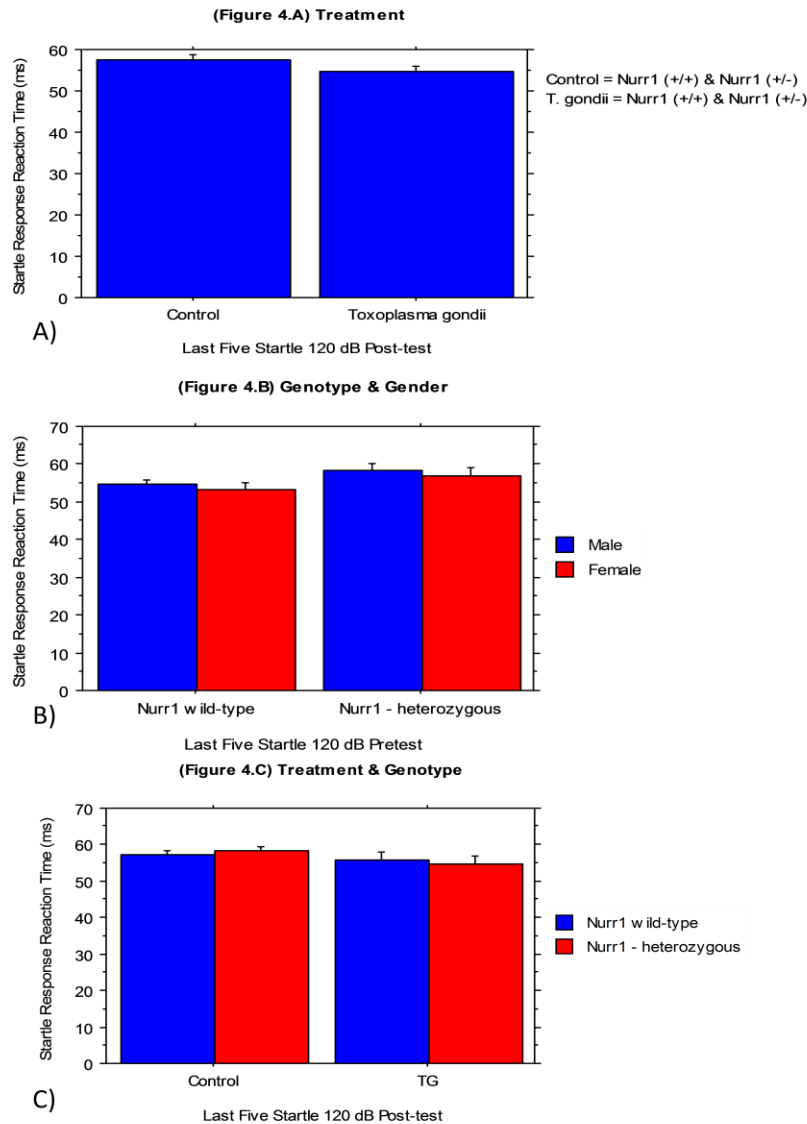 (Figure 4.A) Treatment
Startle Response Reaction Time (ms)
60
50
40
30
20
10
0
Control
Toxoplasma gondii
Control = Nurr1 (+/+) & Nurr1 (+/-)
T. gondii = Nurr1 (+/+) & Nurr1 (+/-)
A)
Last Five Startle 120 dB Post-test
(Figure 4.B) Genotype & Gender
Startle Response Reaction Time (ms)
70
60
50
40
30
20
10
0
Nurr1 wild-type
Nurr1 - heterozygous
Male
Female
B)
Last Five Startle 120 dB Pretest
(Figure 4.C) Treatment & Genotype
Startle Response Reaction Time (ms)
70
60
50
40
30
20
10
0
Control
TG
Nurr1 wild-type
Nurr1 - heterozygous
C)
Last Five Startle 120 dB Post-test